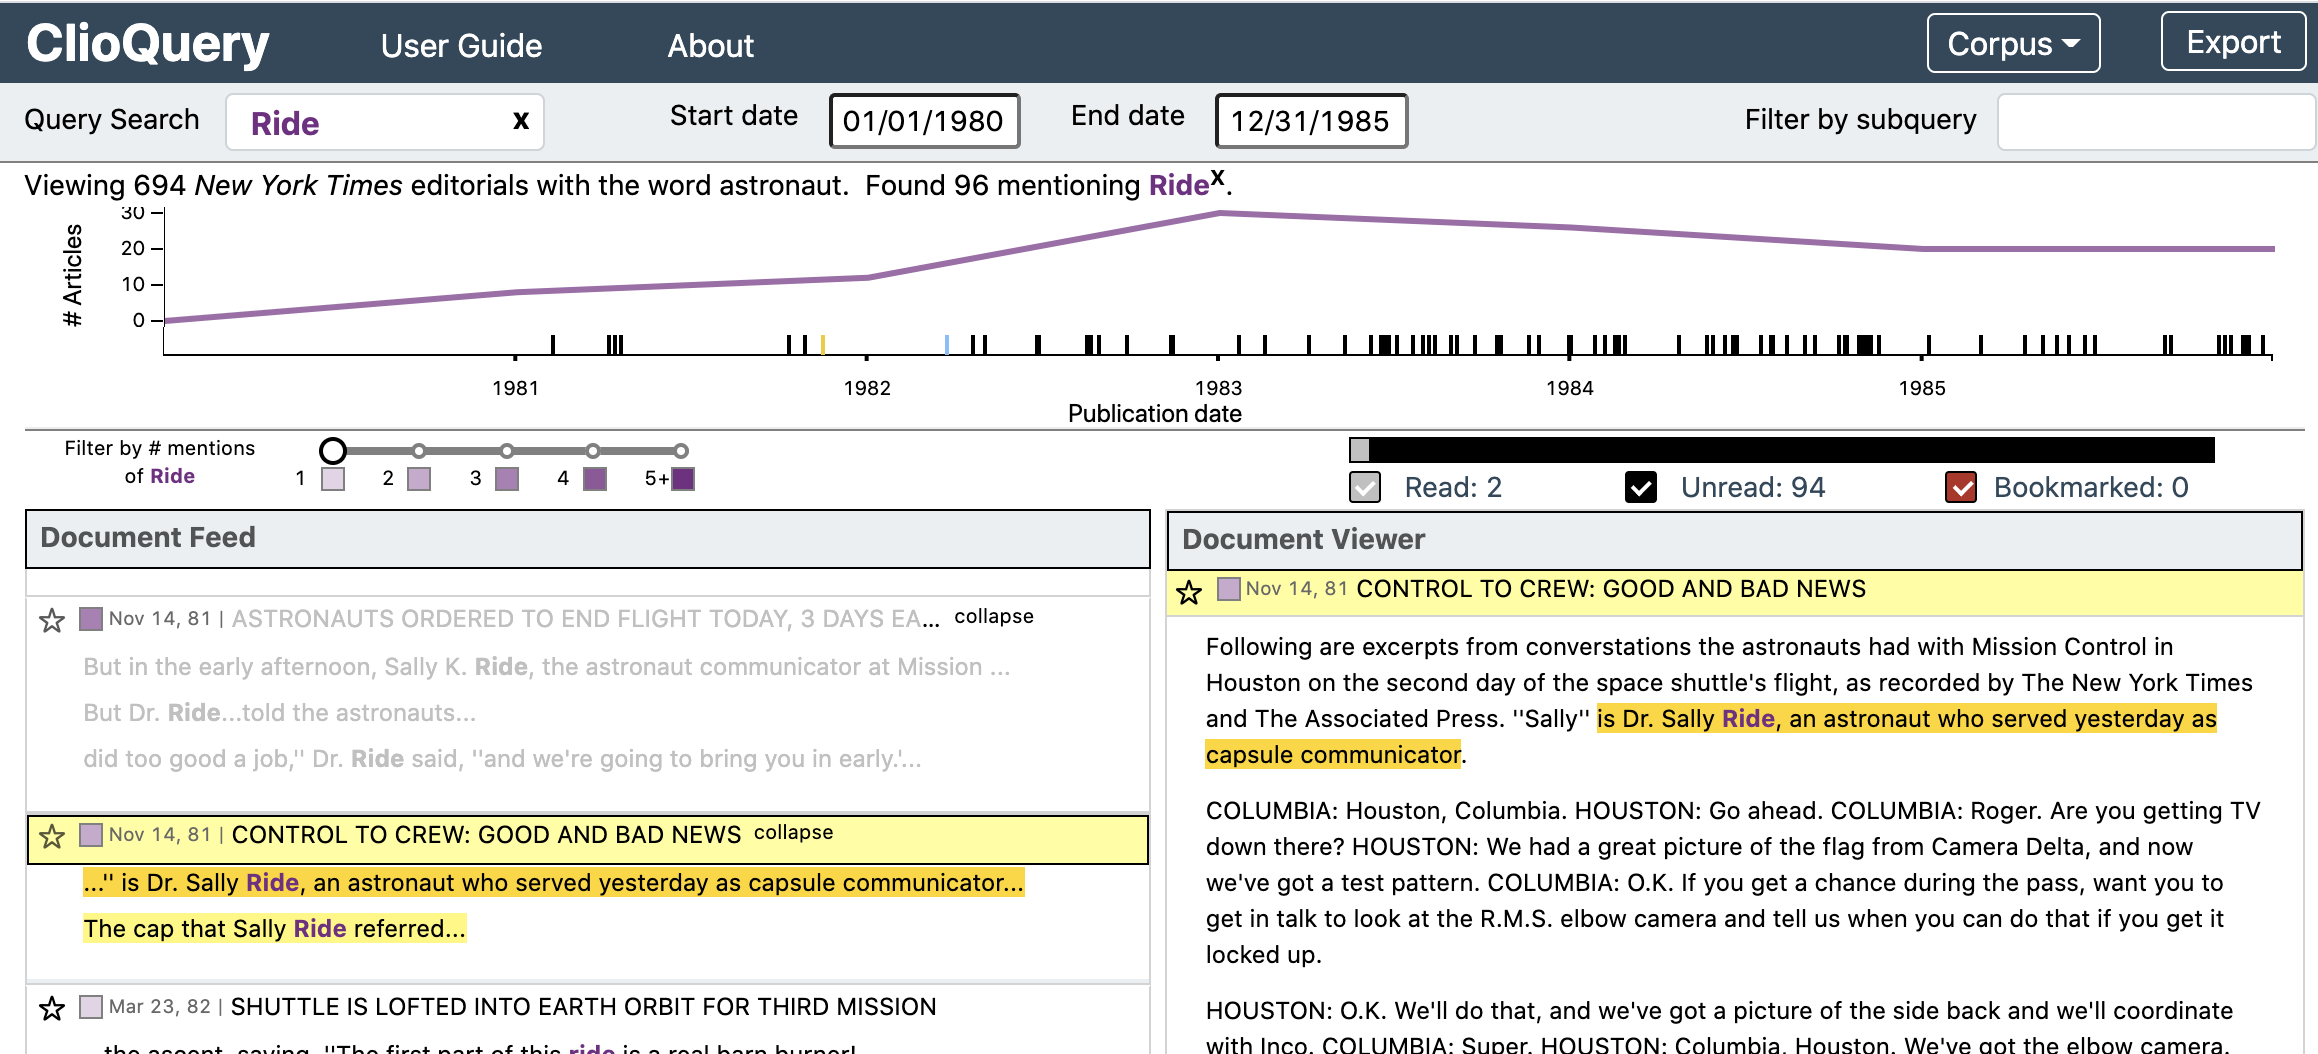 ClioQuery User Guide About Corpus Export
Query Search Ride x Start date 01/01/1980 End date 12/31/1985 Filter by subquery
Viewing 694 New York Times editorials with the word astronaut. Found 96 mentioning Ride X.
# Articles
30
20
10
0
1981 1982 1983 1984 1985
Publication date
Filter by # mentions
of Ride
1 2 3 4 5+
Read: 2 Unread: 94 Bookmarked: 0
Document Feed
Nov 14, 81 | ASTRONAUTS ORDERED TO END FLIGHT TODAY, 3 DAYS EA... collapse
But in the early afternoon, Sally K. Ride, the astronaut communicator at Mission ...
But Dr. Ride...told the astronauts...
did too good a job,'' Dr. Ride said, ''and we're going to bring you in early.'...
Nov 14, 81 | CONTROL TO CREW: GOOD AND BAD NEWS collapse
...'' is Dr. Sally Ride, an astronaut who served yesterday as capsule communicator...
The cap that Sally Ride referred...
Mar 23, 82 | SHUTTLE IS LOFTED INTO EARTH ORBIT FOR THIRD MISSION
the ascent, saying, ''The first part of this ride is a real barn burner!
Document Viewer
Nov 14, 81 CONTROL TO CREW: GOOD AND BAD NEWS
Following are excerpts from converstations the astronauts had with Mission Control in
Houston on the second day of the space shuttle's flight, as recorded by The New York Times
and The Associated Press. ''Sally'' is Dr. Sally Ride, an astronaut who served yesterday as
capsule communicator.
COLUMBIA: Houston, Columbia. HOUSTON: Go ahead. COLUMBIA: Roger. Are you getting TV
down there? HOUSTON: We had a great picture of the flag from Camera Delta, and now
we've got a test pattern. COLUMBIA: O.K. If you get a chance during the pass, want you to
get in talk to look at the R.M.S. elbow camera and tell us when you can do that if you get it
locked up.
HOUSTON: O.K. We'll do that, and we've got a picture of the side back and we'll coordinate
with Inco. COLUMBIA: Super. HOUSTON: Columbia, Houston. We've got the elbow camera.